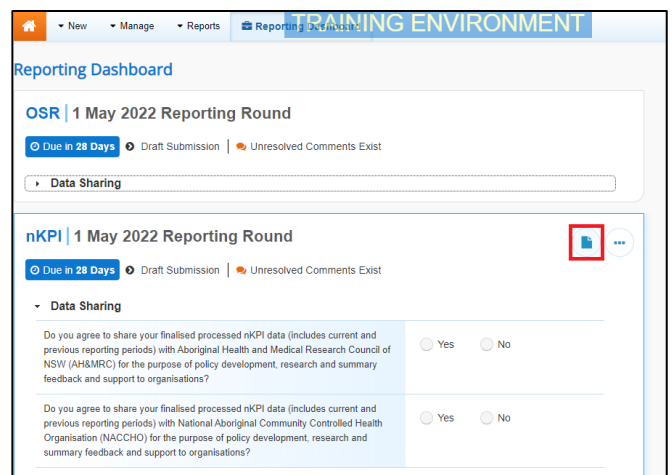 New Manage Reports Reporting Dashboard
TRAINING ENVIRONMENT
Reporting Dashboard
OSR | 1 May 2022 Reporting Round
Due in 28 Days Draft Submission | Unresolved Comments Exist
Data Sharing
nKPI | 1 May 2022 Reporting Round
Due in 28 Days Draft Submission | Unresolved Comments Exist
Data Sharing
Do you agree to share your finalised processed nKPI data (includes current and
previous reporting periods) with Aboriginal Health and Medical Research Council of
NSW (AH&MRC) for the purpose of policy development, research and summary
feedback and support to organisations?
Yes No
Do you agree to share your finalised processed nKPI data (includes current and
previous reporting periods) with National Aboriginal Community Controlled Health
Organisation (NACCHO) for the purpose of policy development, research and
summary feedback and support to organisations?
Yes No